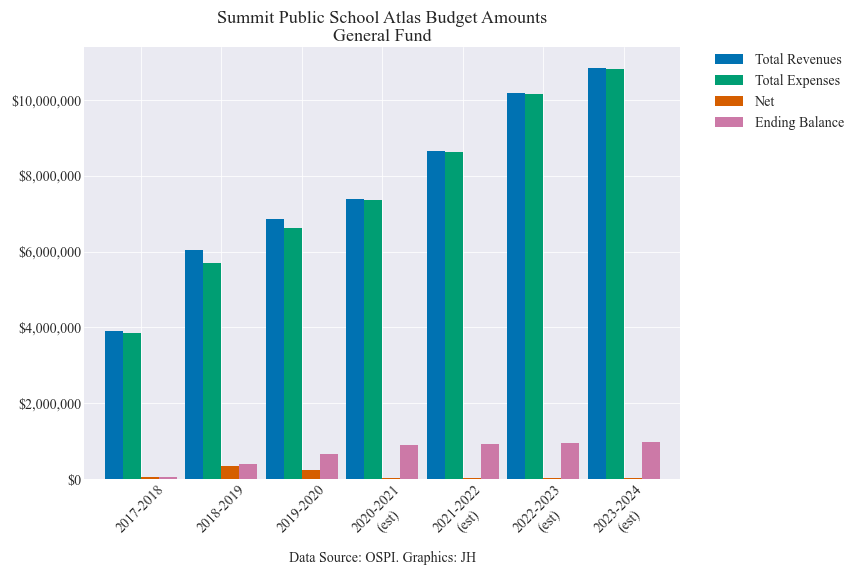 Summit Public School Atlas Budget Amounts
General Fund
Total Revenues
Total Expenses
Net
Ending Balance
$10,000,000
$8,000,000
$6,000,000
$4,000,000
$2,000,000
$0
2017-2018
2018-2019
2019-2020
2020-2021
(est)
2021-2022
(est)
2022-2023
(est)
2023-2024
(est)
Data Source: OSPI. Graphics: JH